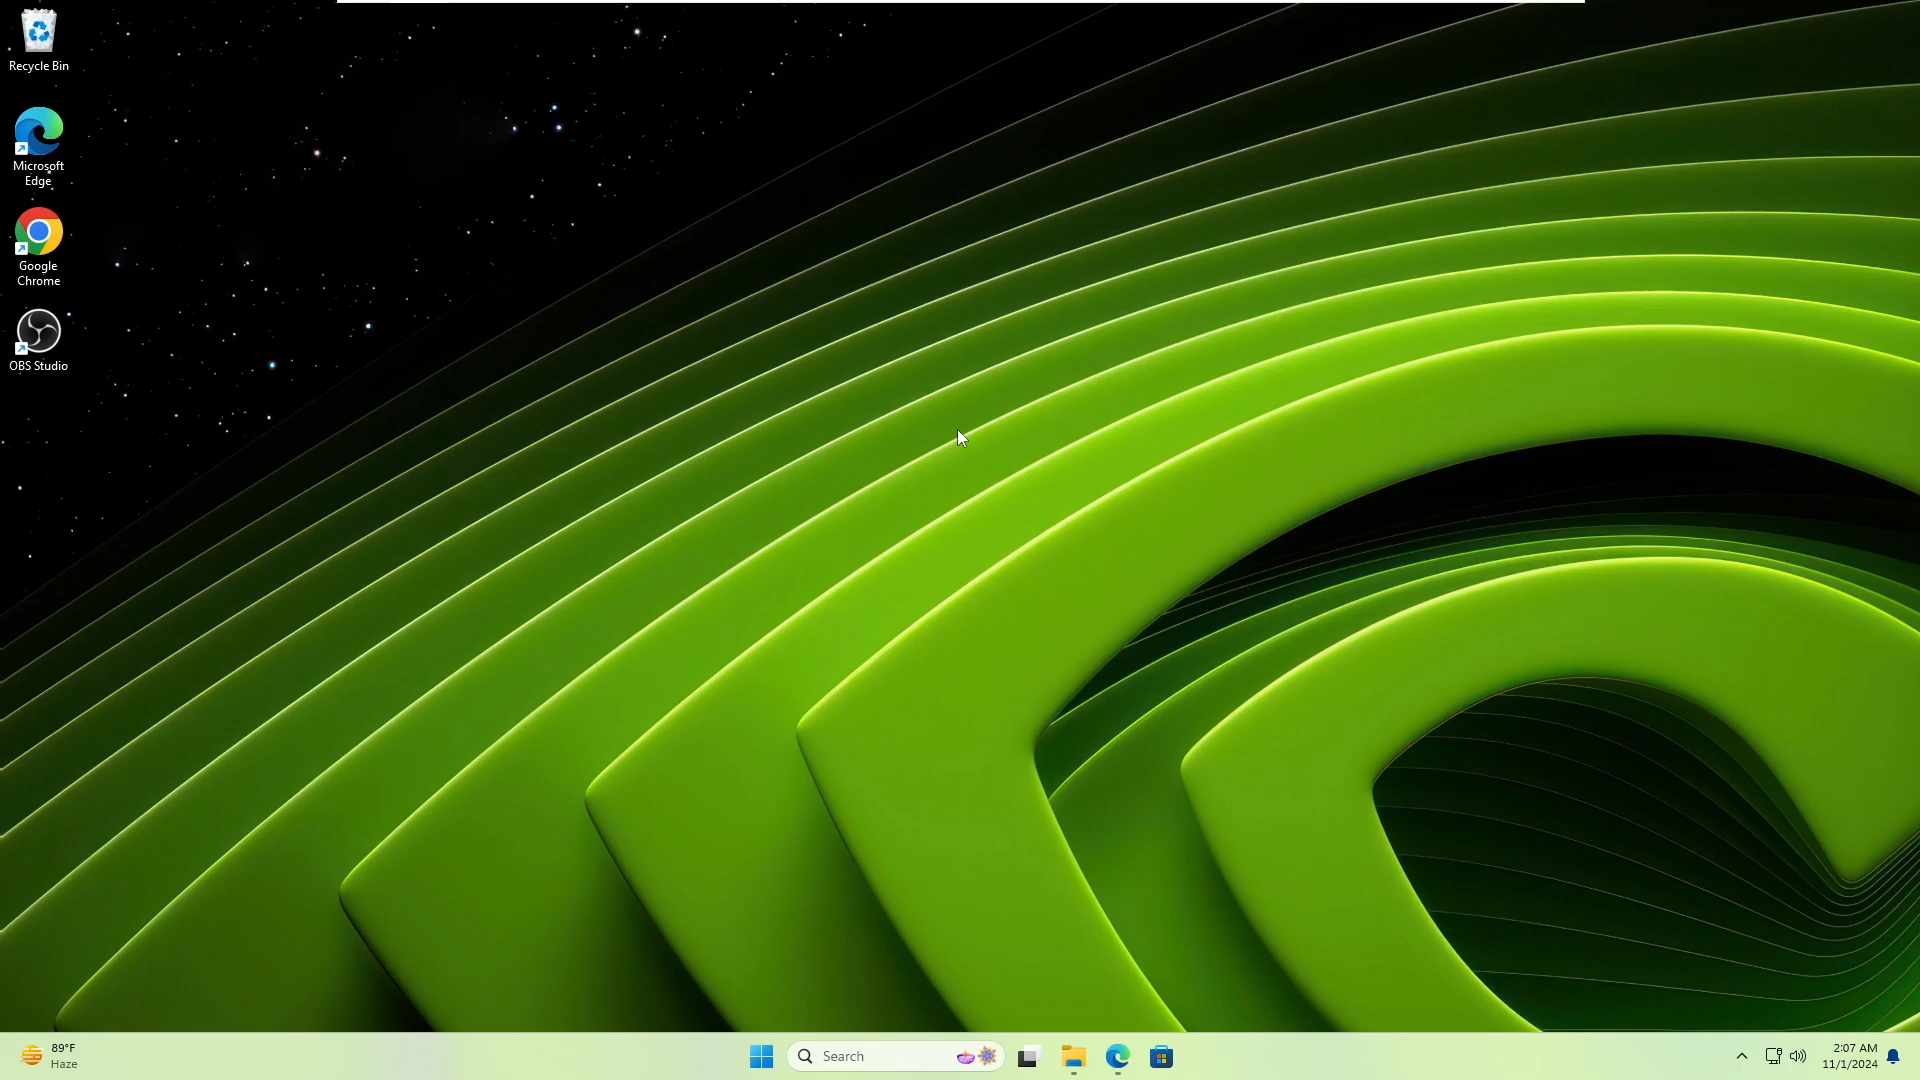 Recycle Bin
Microsoft
Edge
Google
Chrome
OBS Studio
89°F
Haze
Search
2:07 AM
11/1/2024